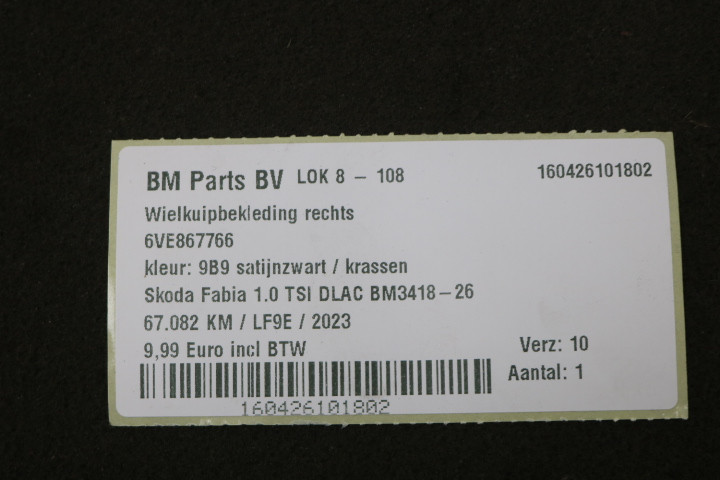 BM Parts BV LOK 8 - 108 160426101802
Wielkuipbekleding rechts
6VE867766
kleur: 9B9 satijnzwart / krassen
Skoda Fabia 1.0 TSI DLAC BM3418-26
67.082 KM / LF9E / 2023
9,99 Euro incl BTW Verz: 10
Aantal: 1
160426101802